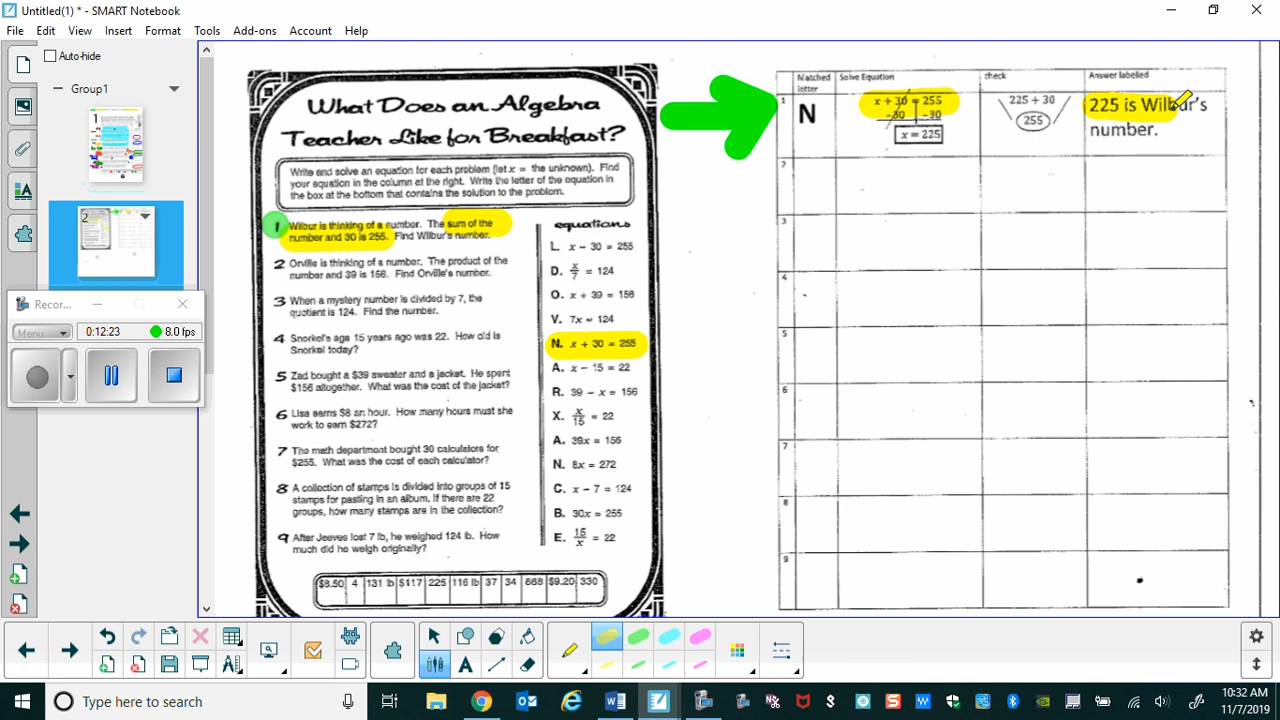 Untitled(1) * - SMART Notebook
File Edit View Insert Format Tools Add-ons Account Help
Auto-hide
Group1
1
2
Recor...
Menu
0:12:23
8.0 fps
What Does an Algebra
Teacher Like for Breakfast?
Write and solve an equation for each problem (let x = the unknown). Find
your equation in the column at the right. Write the letter of the equation in
the box at the bottom that contains the solution to the problem.
1 Wilbur is thinking of a number. The sum of the
number and 30 is 255. Find Wilbur's number.
2 Orville is thinking of a number. The product of the
number and 39 is 156. Find Orville's number.
3 When a mystery number is divided by 7, the
quotient is 124. Find the number.
4 Snorkel's age 15 years ago was 22. How old is
Snorkel today?
5 Zad bought a $39 sweater and a jacket. He spent
$156 altogether. What was the cost of the jacket?
6 Lisa earns $8 an hour. How many hours must she
work to earn $272?
7 The math department bought 30 calculators for
$255. What was the cost of each calculator?
8 A collection of stamps is divided into groups of 15
stamps for pasting in an album. If there are 22
groups, how many stamps are in the collection?
9 After Jeeves lost 7 lb, he weighed 124 lb. How
much did he weigh originally?
equations
L. x − 30 = 255
D. x/7 = 124
O. x + 39 = 156
V. 7x = 124
N. x + 30 = 255
A. x − 15 = 22
R. 39 − x = 156
X. x/15 = 22
A. 39x = 156
N. 8x = 272
C. x − 7 = 124
B. 30x = 255
E. 15/x = 22
$8.50 4 131 lb $117 225 116 lb 37 34 868 $9.20 330
Matched letter Solve Equation check Answer labelled
1 N x + 30 = 255 225 + 30 225 is Wilbur's
−30 −30 255 number.
x = 225
2
3
4
5
6
7
8
9
Type here to search
10:32 AM
11/7/2019